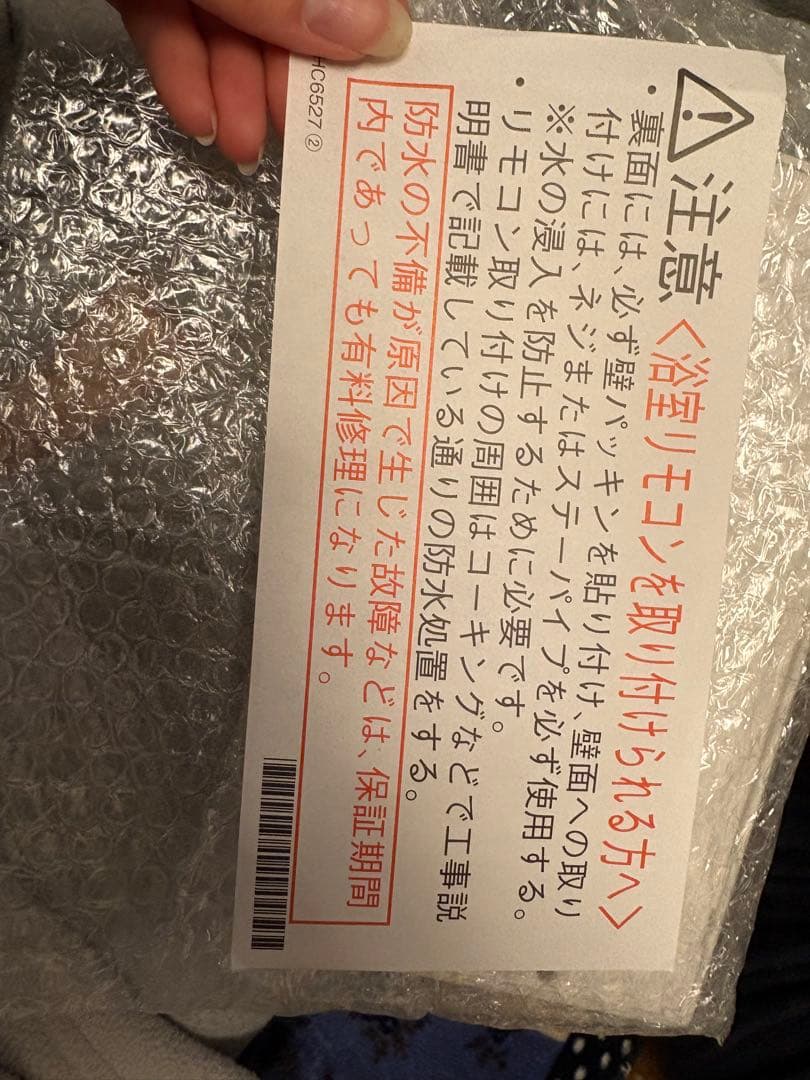 注意<浴室リモコンを取り付けられる方へ>
・裏面には、必ず壁パッキンを貼り付け、壁面への取り
付けには、ネジまたはステーパイプを必ず使用する。
※水の浸入を防止するために必要です。
・リモコン取り付けの周囲はコーキングなどで工事説
明書で記載している通りの防水処置をする。
防水の不備が原因で生じた故障などは、保証期間
内であっても有料修理になります。
HC6527②